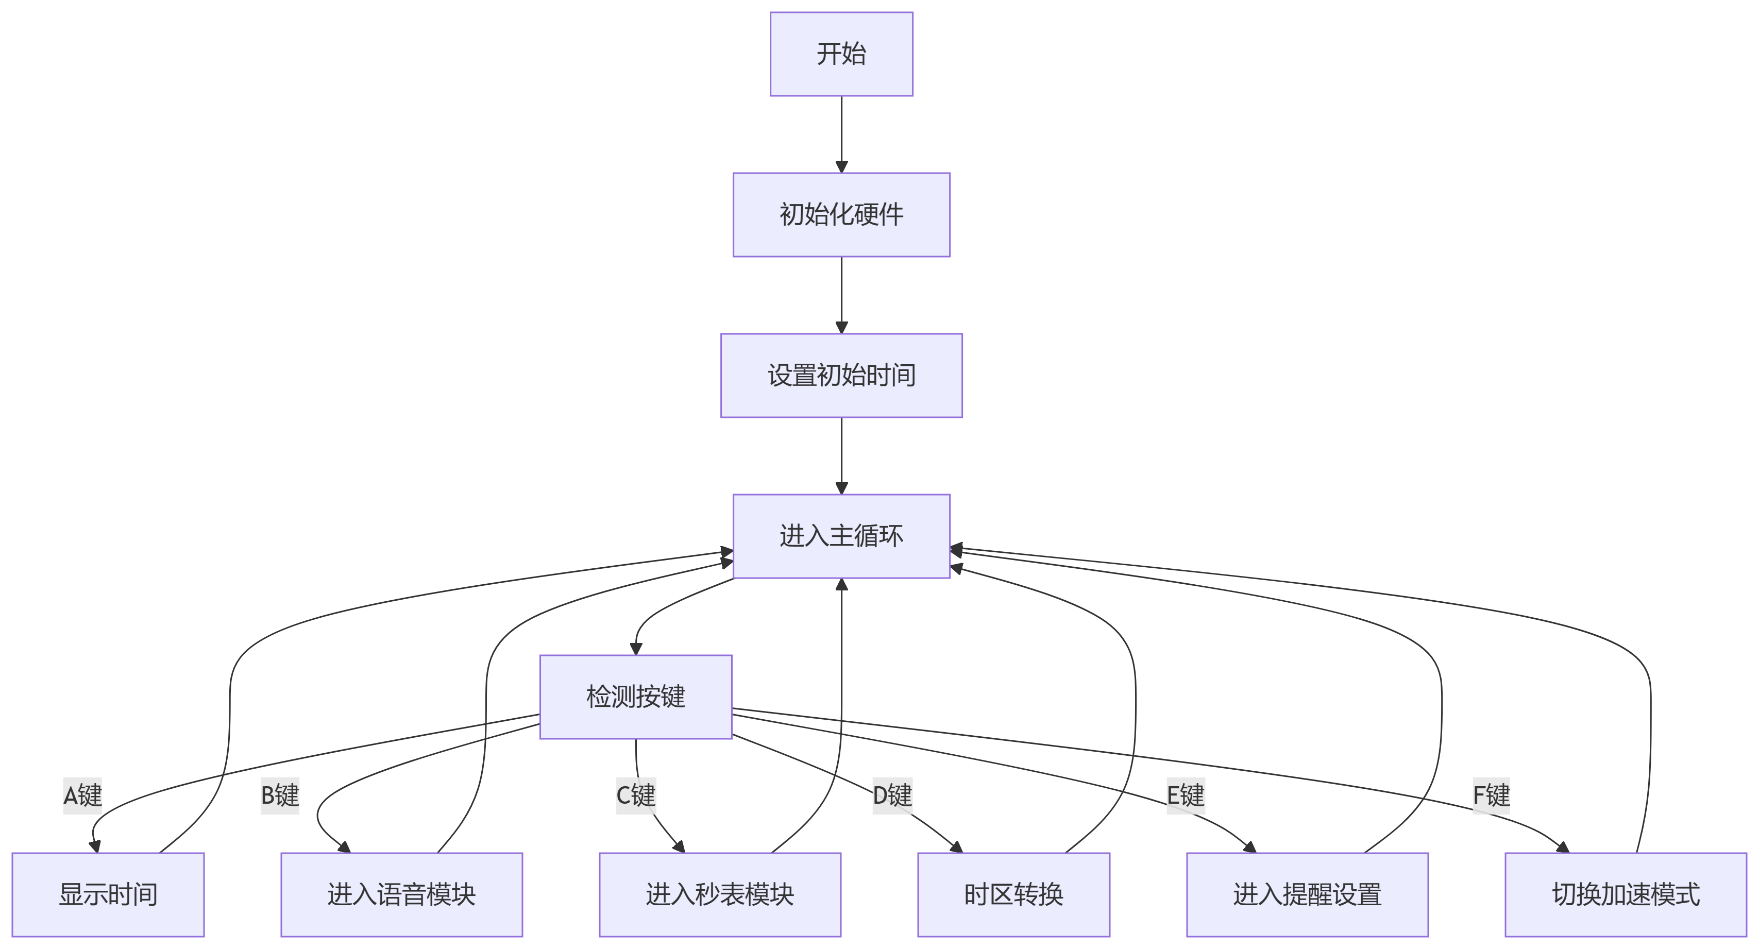 开始
初始化硬件
设置初始时间
进入主循环
检测按键
A键
B键
C键
D键
E键
F键
显示时间
进入语音模块
进入秒表模块
时区转换
进入提醒设置
切换加速模式